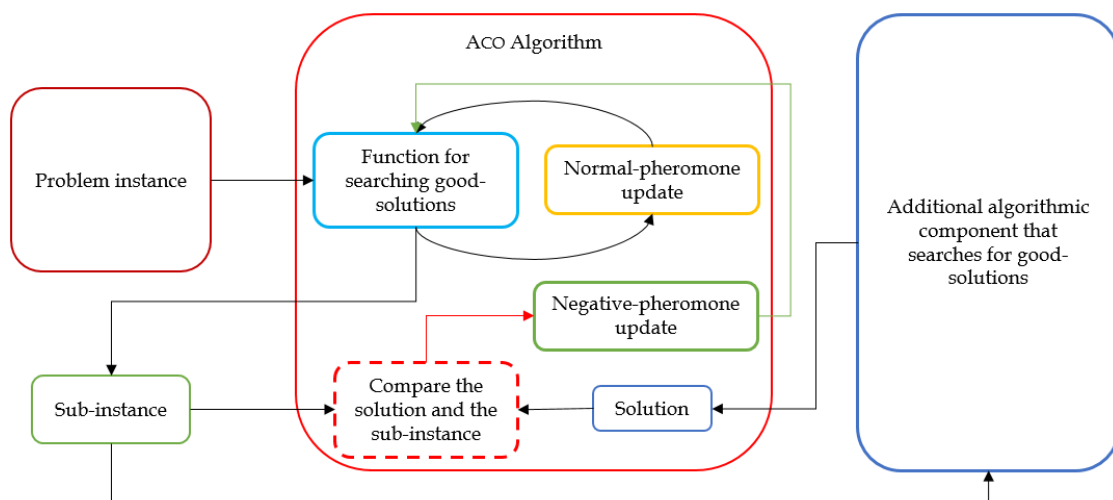 ACO Algorithm
Problem instance
Function for
searching good-
solutions
Normal-pheromone
update
Additional algorithmic
component that
searches for good-
solutions
Negative-pheromone
update
Sub-instance
Compare the
solution and the
sub-instance
Solution